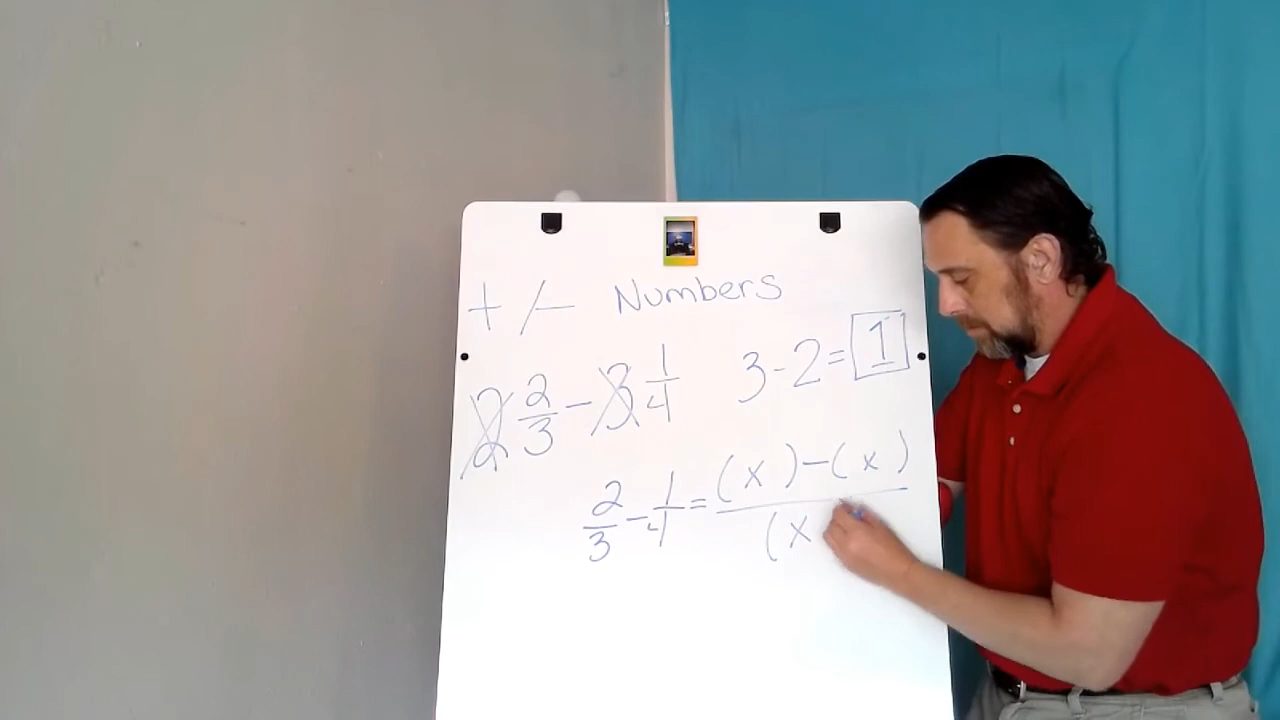 +/- Numbers
2 2/3 - 3 1/4
3-2=1
2/3 - 1/4 = (x )-(x )/(x